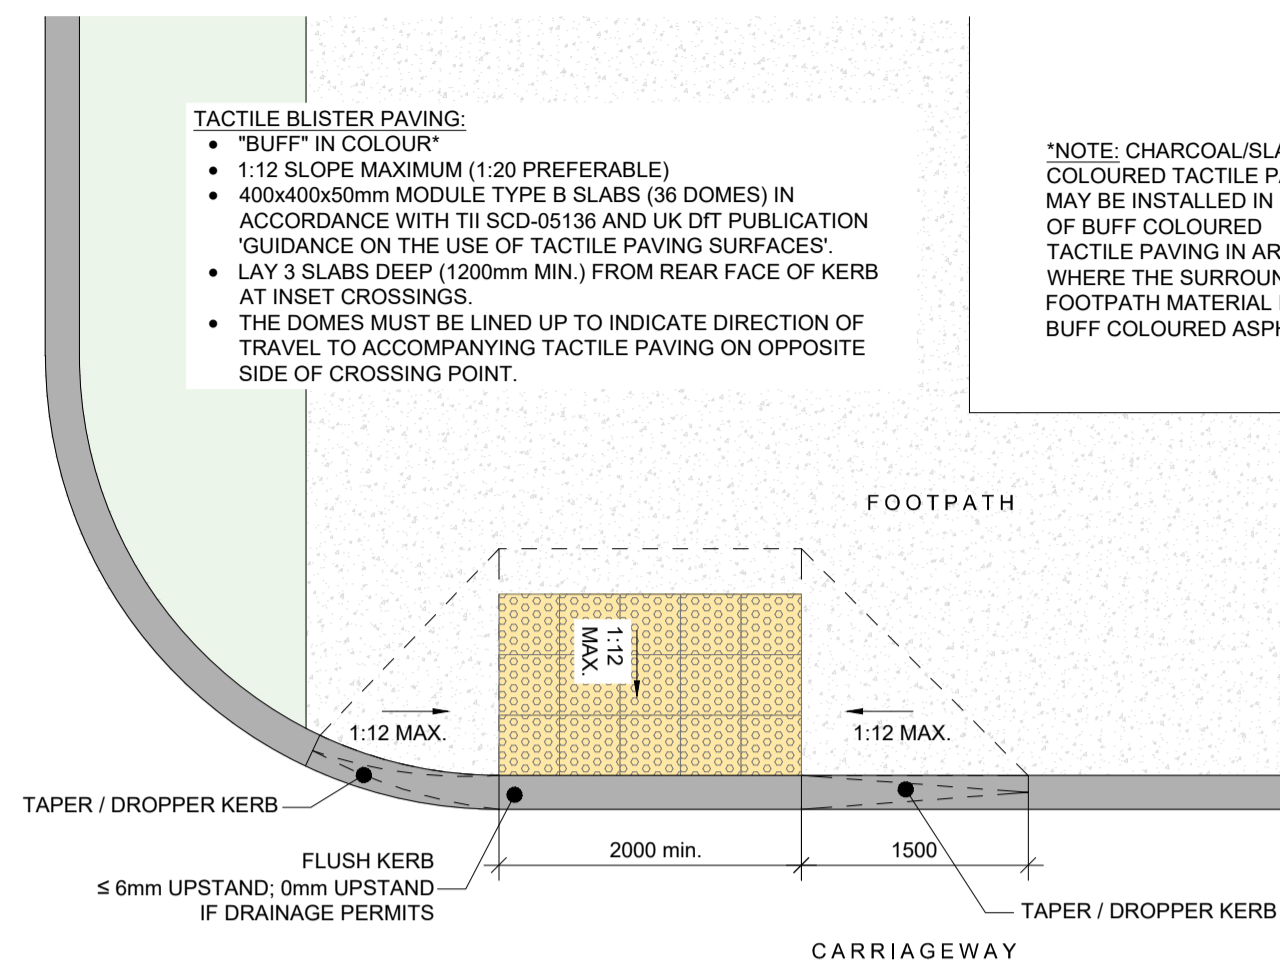 TACTILE BLISTER PAVING:
• "BUFF" IN COLOUR*
• 1:12 SLOPE MAXIMUM (1:20 PREFERABLE)
• 400x400x50mm MODULE TYPE B SLABS (36 DOMES) IN
ACCORDANCE WITH TII SCD-05136 AND UK DfT PUBLICATION
'GUIDANCE ON THE USE OF TACTILE PAVING SURFACES'.
• LAY 3 SLABS DEEP (1200mm MIN.) FROM REAR FACE OF KERB
AT INSET CROSSINGS.
• THE DOMES MUST BE LINED UP TO INDICATE DIRECTION OF
TRAVEL TO ACCOMPANYING TACTILE PAVING ON OPPOSITE
SIDE OF CROSSING POINT.
*NOTE: CHARCOAL/
COLOURED TACTILE
MAY BE INSTALLED IN
OF BUFF COLOURED
TACTILE PAVING IN
WHERE THE
FOOTPATH MATERIAL
BUFF COLOURED
FOOTPATH
1:12
MAX.
1:12 MAX.
1:12 MAX.
TAPER / DROPPER KERB
FLUSH KERB
≤ 6mm UPSTAND; 0mm UPSTAND
IF DRAINAGE PERMITS
2000 min.
1500
TAPER / DROPPER KERB
CARRIAGEWAY